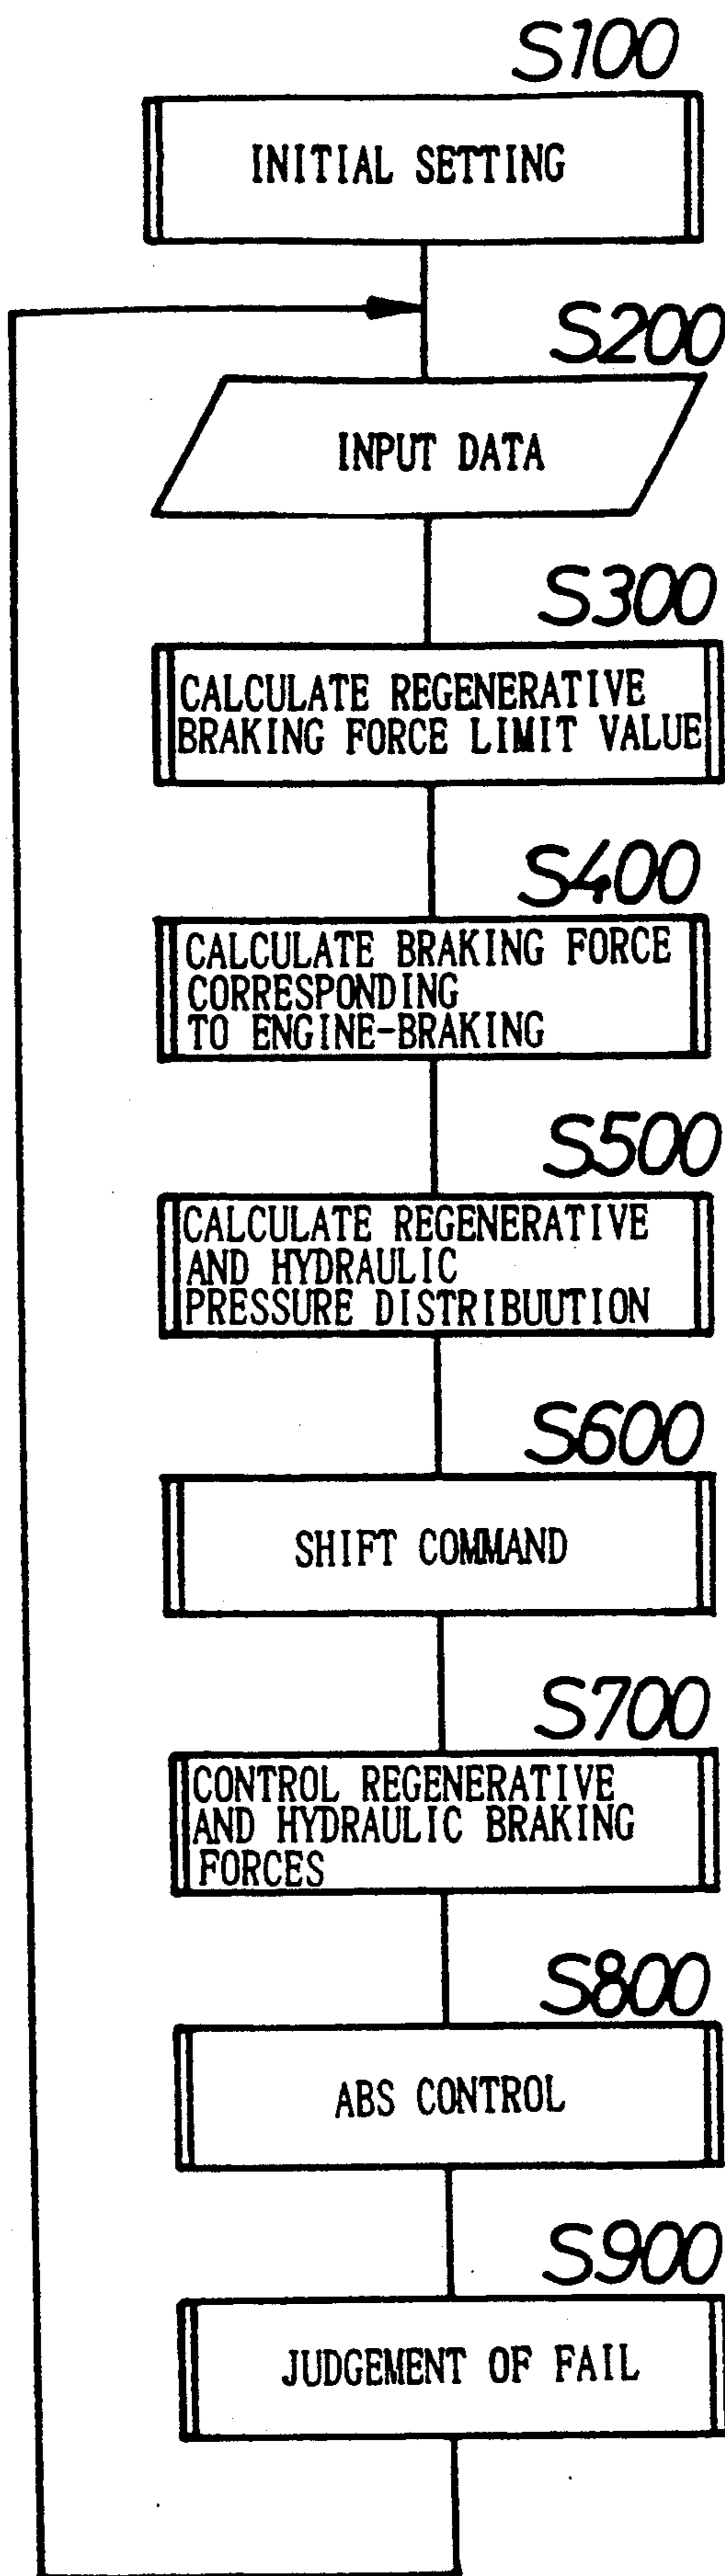 S100
INITIAL SETTING
S200
INPUT DATA
S300
CALCULATE REGENERATIVE
BRAKING FORCE LIMIT VALUE
S400
CALCULATE BRAKING FORCE
CORRESPONDING
TO ENGINE-BRAKING
S500
CALCULATE REGENERATIVE
AND HYDRAULIC
PRESSURE DISTRIBUUTION
S600
SHIFT COMMAND
S700
CONTROL REGENERATIVE
AND HYDRAULIC BRAKING
FORCES
S800
ABS CONTROL
S900
JUDGEMENT OF FAIL